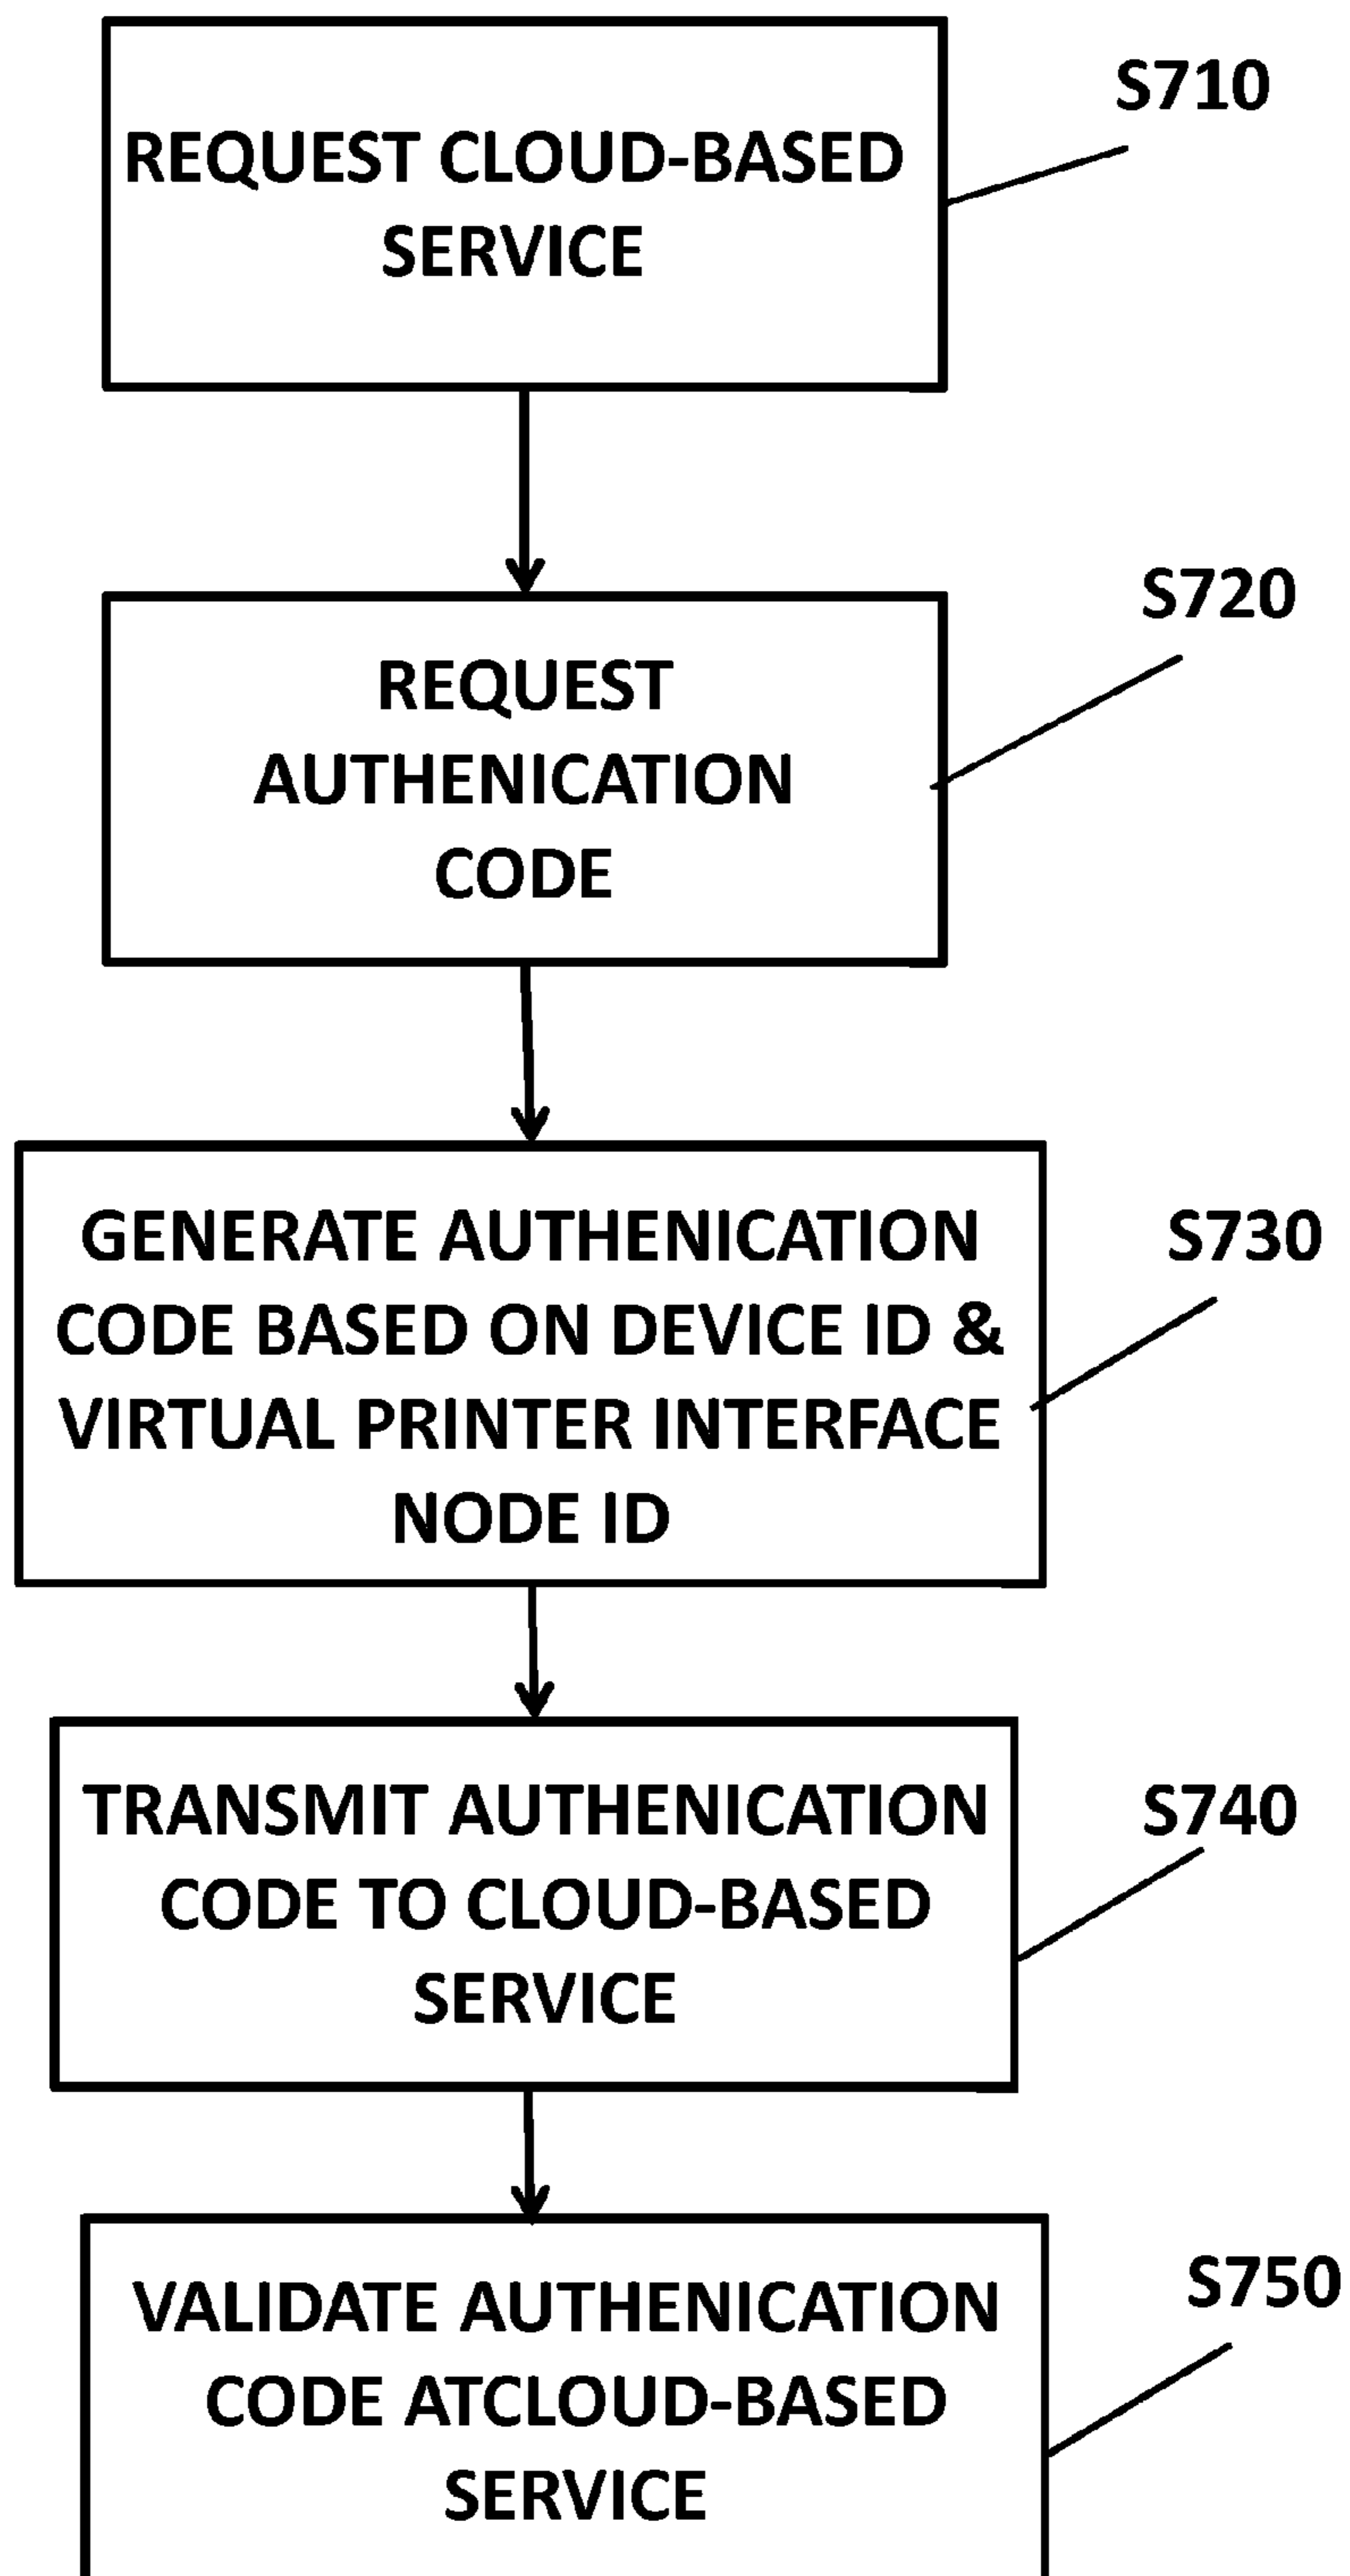 REQUEST CLOUD-BASED
SERVICE
S710
REQUEST
AUTHENICATION
CODE
S720
GENERATE AUTHENICATION
CODE BASED ON DEVICE ID &
VIRTUAL PRINTER INTERFACE
NODE ID
S730
TRANSMIT AUTHENICATION
CODE TO CLOUD-BASED
SERVICE
S740
VALIDATE AUTHENICATION
CODE ATCLOUD-BASED
SERVICE
S750